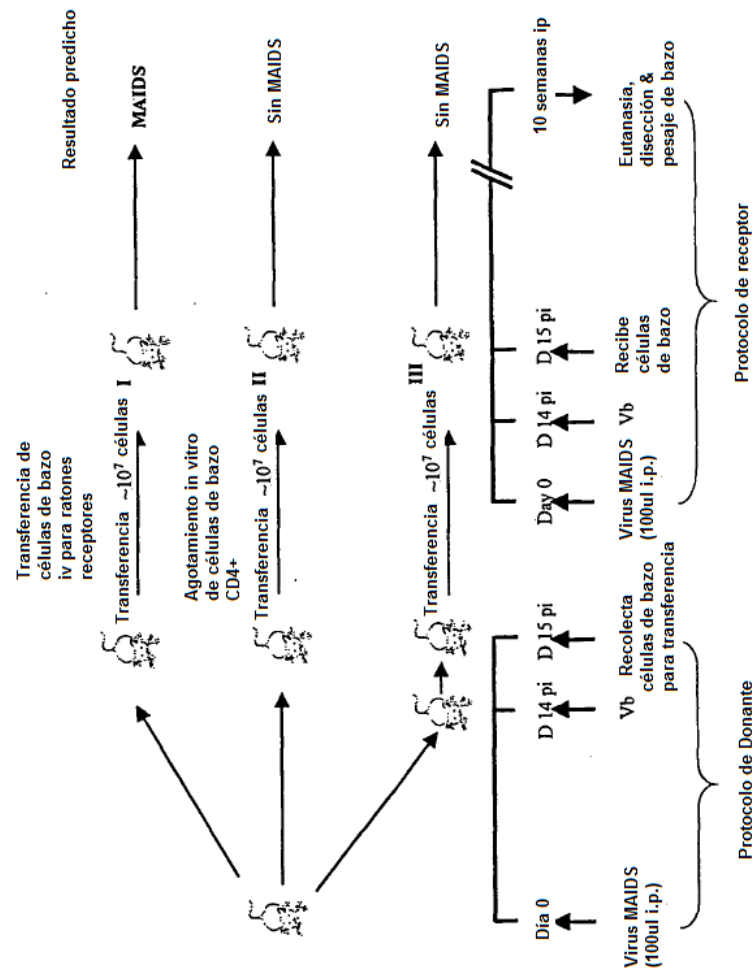 Resultado predicho
Transferencia de
células de bazo
iv para ratones
receptores
Transferencia ~10⁷ células I
MAIDS
Agotamiento in vitro
de células de bazo
CD4+
Transferencia ~10⁷ células II
Sin MAIDS
III
Transferencia ~10⁷ células
Sin MAIDS
Día 0
D 14 pi
D 15 pi
Day 0
D 14 pi
D 15 pi
10 semanas ip
Virus MAIDS
(100ul i.p.)
Vb
Recolecta
células de bazo
para transferencia
Virus MAIDS
(100ul i.p.)
Vb
Recibe
células
de bazo
Eutanasia,
disección &
pesaje de bazo
Protocolo de Donante
Protocolo de receptor